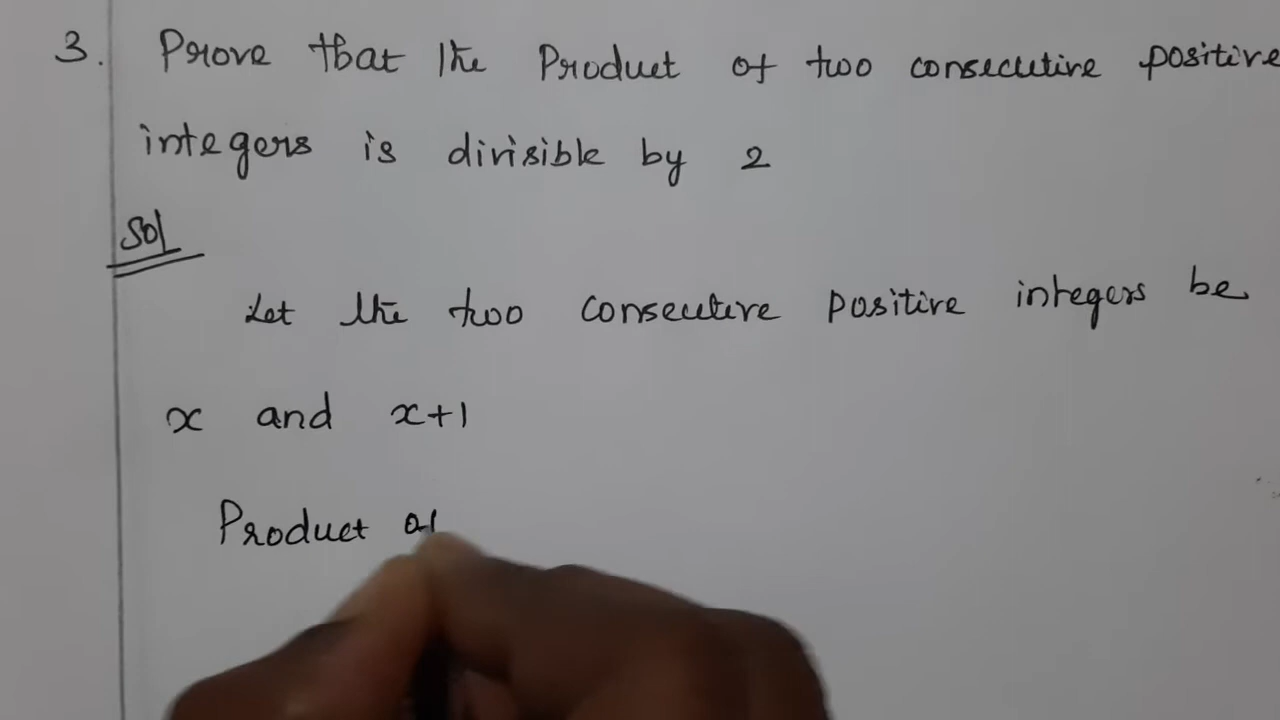 3. Prove that the Product of two consecutive positive
integers is divisible by 2
Sol
Let the two consecutive positive integers be
x and x+1
Product